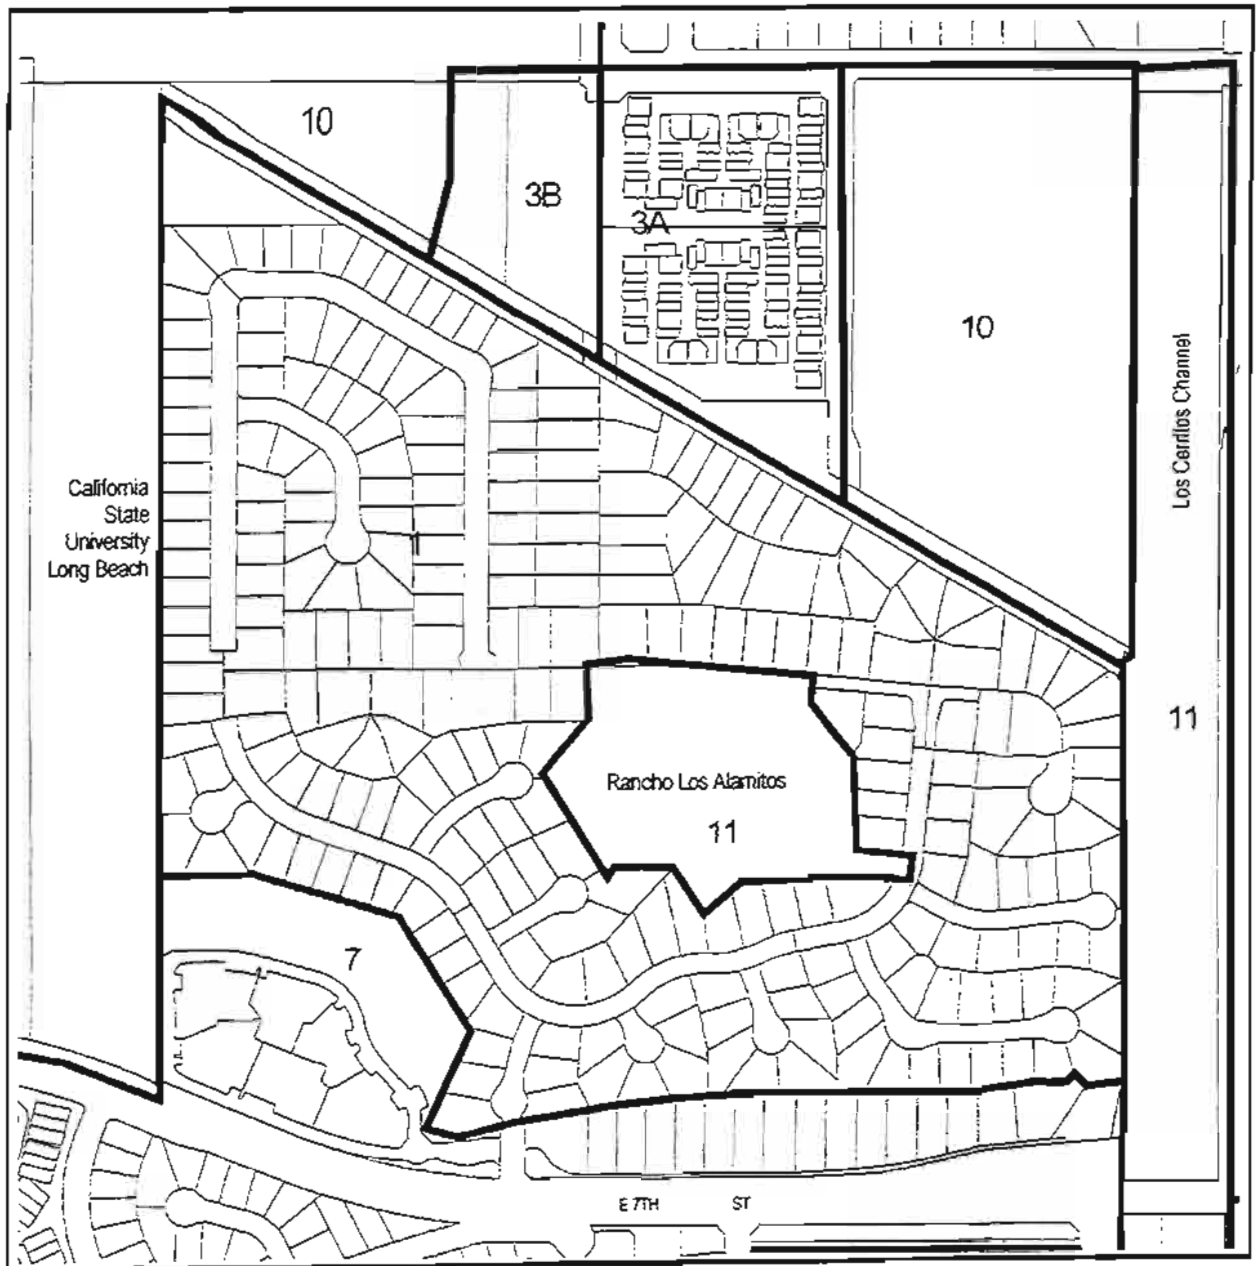 10
3B
3A
10
Los Cerritos Channel
California
State
University
Long Beach
11
Rancho Los Alamitos
11
7
E 7TH ST